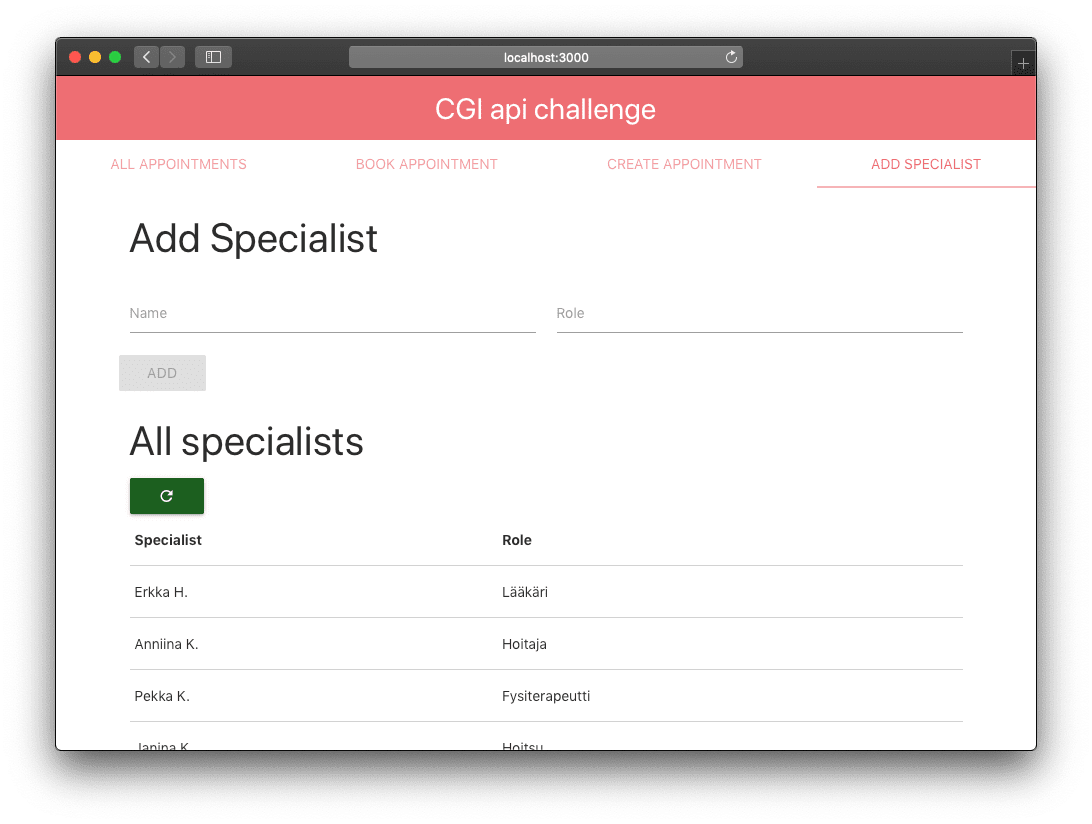 localhost:3000
CGI api challenge
ALL APPOINTMENTS BOOK APPOINTMENT CREATE APPOINTMENT ADD SPECIALIST
Add Specialist
Name Role
ADD
All specialists
Specialist Role
Erkka H. Lääkäri
Anniina K. Hoitaja
Pekka K. Fysiterapeutti
Janina K. Hoitsu